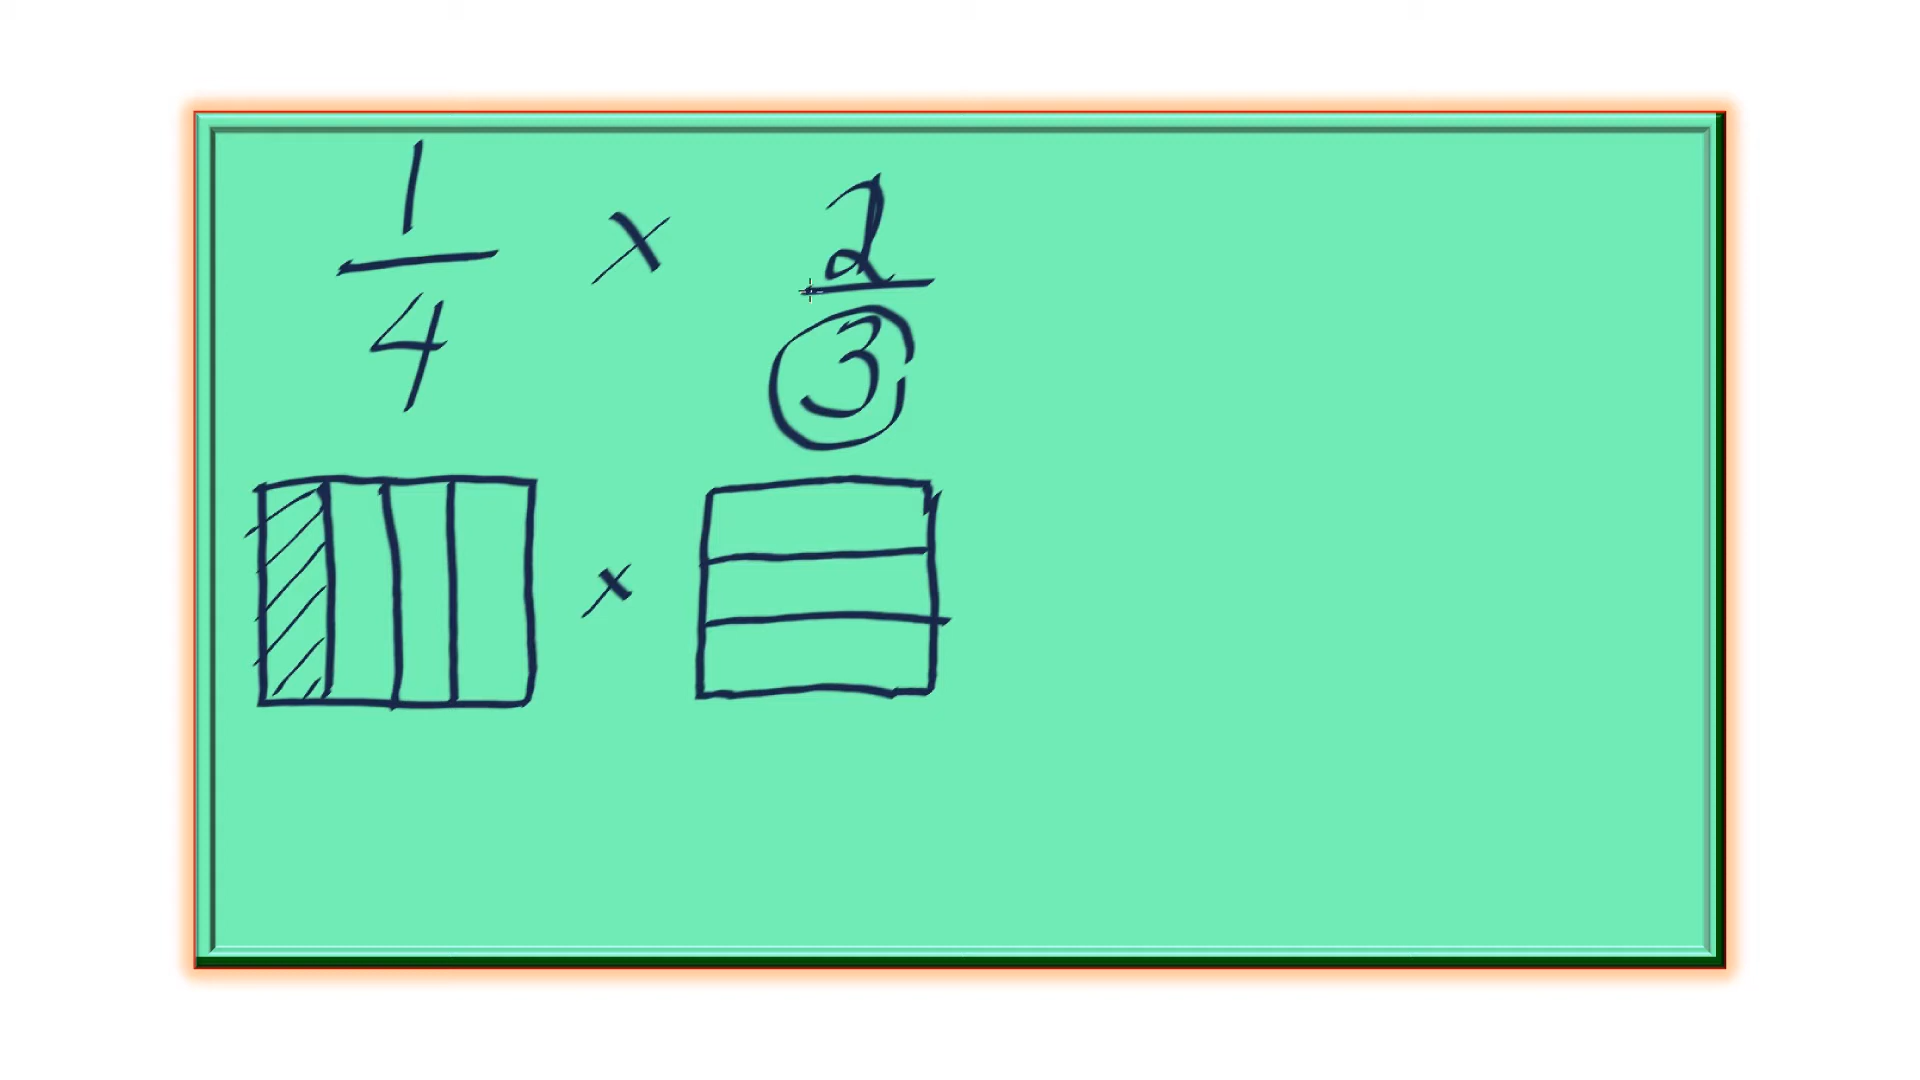 1/4 × 2/3
×